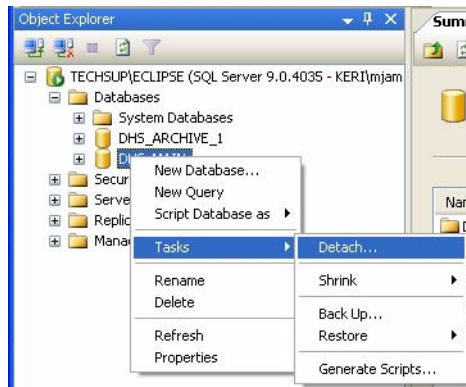 Object Explorer
Summ
TECHSUP\ECLIPSE (SQL Server 9.0.4035 - KERI\mjam
Databases
System Databases
DHS_ARCHIVE_1
DHS_MAIN
Secur
Serve
Replic
Mana
New Database...
New Query
Script Database as
Tasks
Rename
Delete
Refresh
Properties
Detach...
Shrink
Back Up...
Restore
Generate Scripts...
Nar